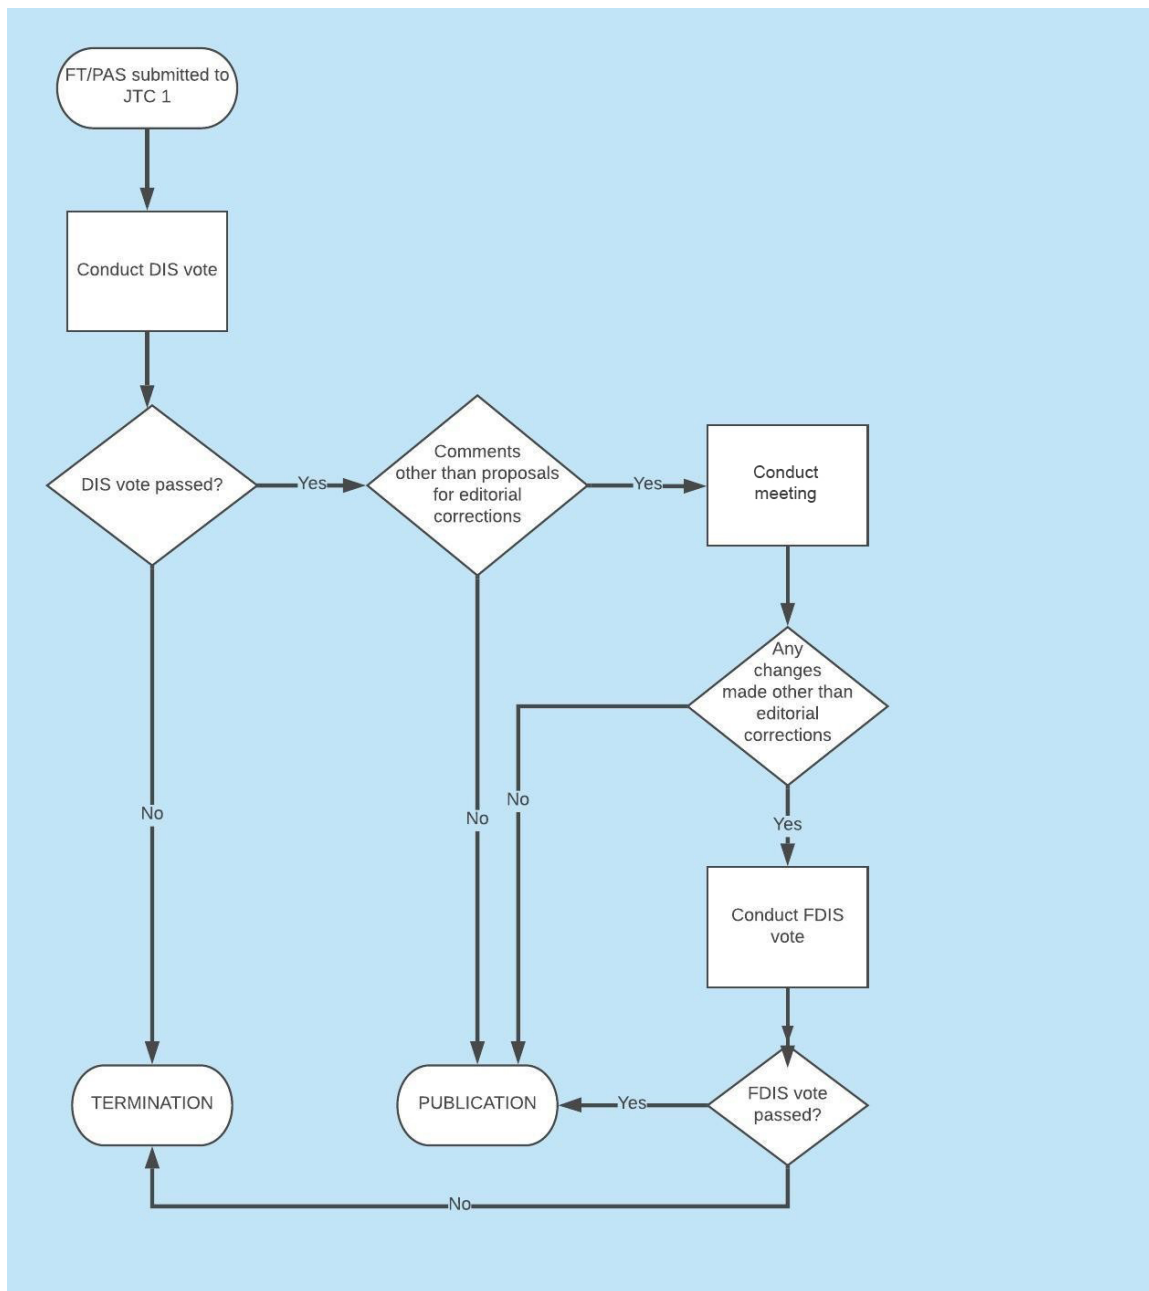 FT/PAS submitted to
JTC 1
Conduct DIS vote
DIS vote passed?
Yes
Comments
other than proposals
for editorial
corrections
Yes
Conduct
meeting
Any
changes
made other than
editorial
corrections
No
No
No
Yes
Conduct FDIS
vote
TERMINATION
PUBLICATION
Yes
FDIS vote
passed?
No